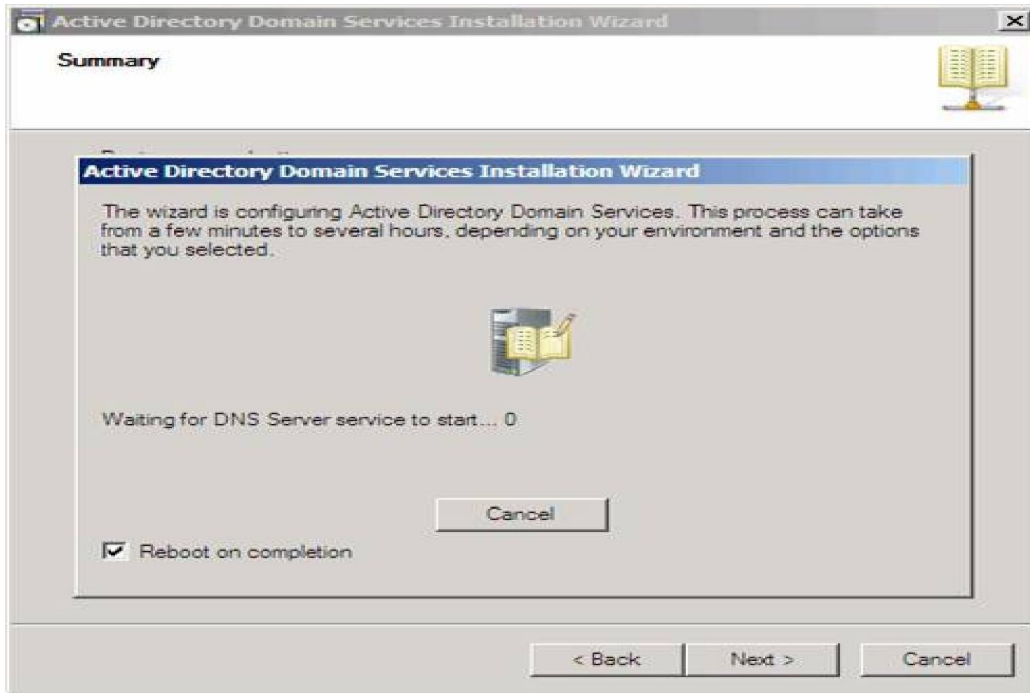 Active Directory Domain Services Installation Wizard
Summary
Active Directory Domain Services Installation Wizard
The wizard is configuring Active Directory Domain Services. This process can take
from a few minutes to several hours, depending on your environment and the options
that you selected.
Waiting for DNS Server service to start... 0
Cancel
Reboot on completion
< Back
Next >
Cancel